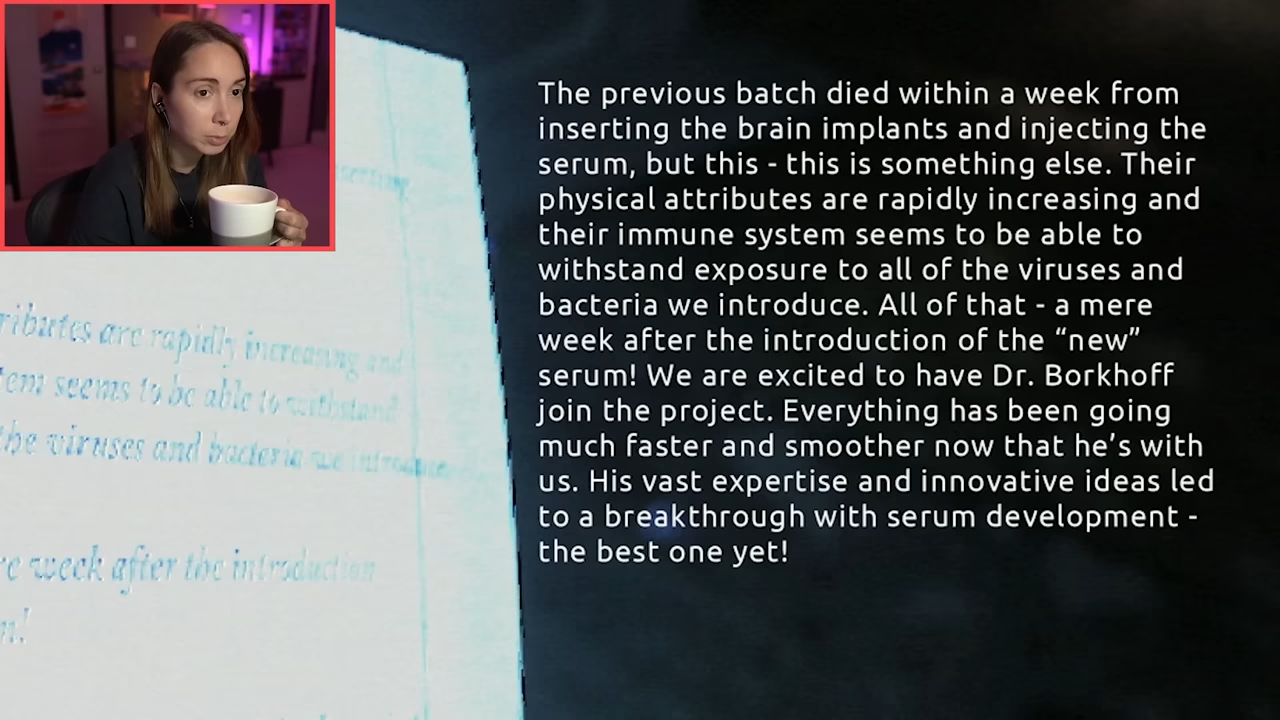 The previous batch died within a week from
inserting the brain implants and injecting the
serum, but this - this is something else. Their
physical attributes are rapidly increasing and
their immune system seems to be able to
withstand exposure to all of the viruses and
bacteria we introduce. All of that - a mere
week after the introduction of the “new”
serum! We are excited to have Dr. Borkhoff
join the project. Everything has been going
much faster and smoother now that he’s with
us. His vast expertise and innovative ideas led
to a breakthrough with serum development -
the best one yet!
inserting
ributes are rapidly increasing and
tem seems to be able to withstand
the viruses and bacteria we introduce
re week after the introduction
m!